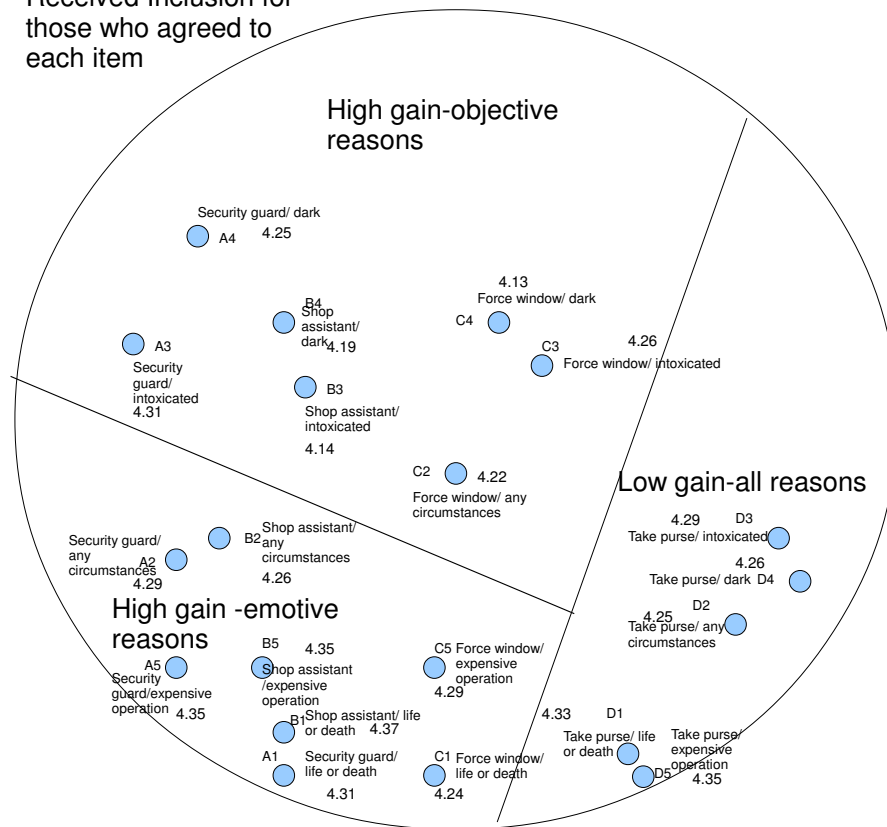 Received inclusion for
those who agreed to
each item
High gain-objective
reasons
Security guard/ dark
A4
4.25
4.13
Force window/ dark
C4
B4
Shop
assistant/
dark
4.19
C3
4.26
Force window/ intoxicated
A3
Security
guard/
intoxicated
4.31
B3
Shop assistant/
intoxicated
4.14
C2
4.22
Force window/ any
circumstances
Low gain-all reasons
4.29
D3
Take purse/ intoxicated
4.26
Take purse/ dark
D4
D2
4.25
Take purse/ any
circumstances
Security guard/
any
circumstances
A2
4.29
B2
Shop assistant/
any
circumstances
4.26
High gain -emotive
reasons
A5
Security
guard/expensive
operation
4.35
B5
4.35
Shop assistant
/expensive
operation
C5
Force window/
expensive
operation
4.29
B1
Shop assistant/ life
or death
4.37
A1
Security guard/
life or death
4.31
C1
Force window/
life or death
4.24
4.33
D1
Take purse/ life
or death
Take purse/
expensive
operation
D5
4.35